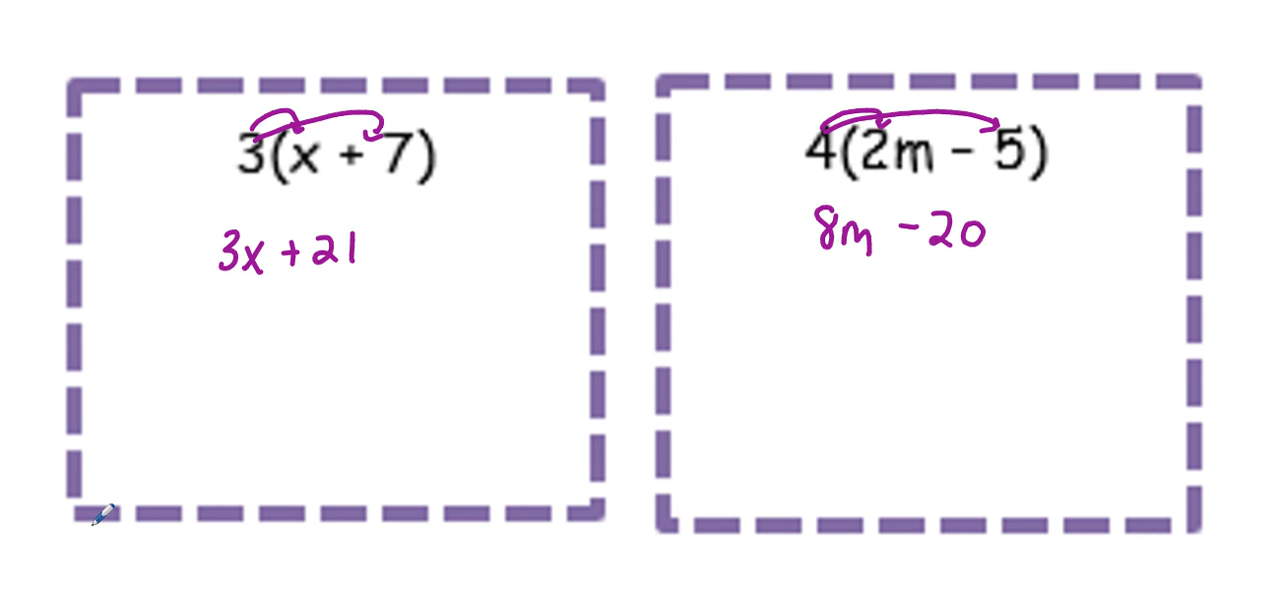 3(x + 7)
3x + 21
4(2m − 5)
8m − 20